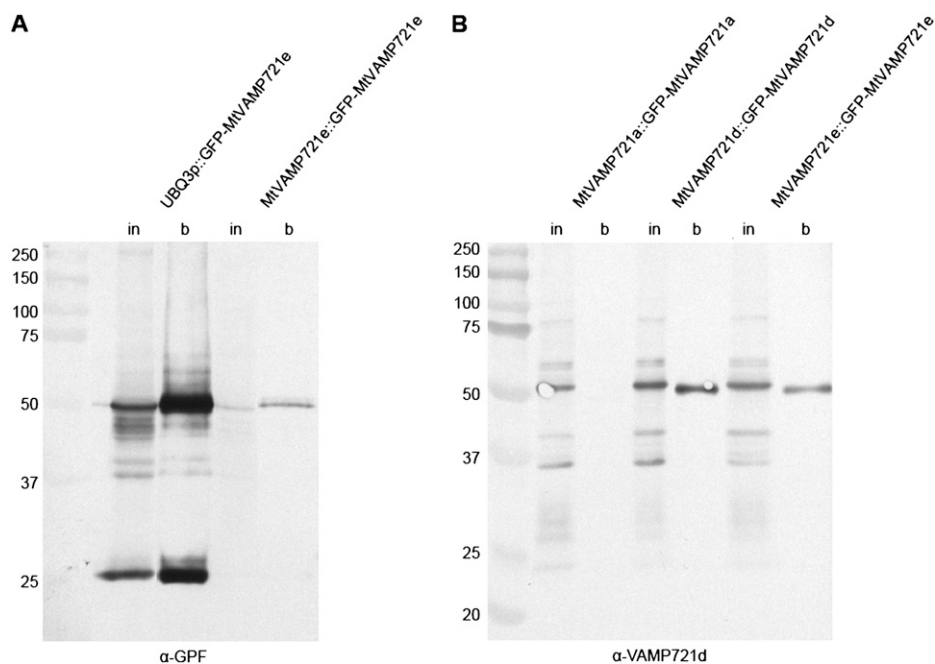 A
UBQ3p::GFP-MtVAMP721e
MtVAMP721e::GFP-MtVAMP721e
in b in b
250
150
100
75
50
37
25
α-GPF
B
MtVAMP721a::GFP-MtVAMP721a
MtVAMP721d::GFP-MtVAMP721d
MtVAMP721e::GFP-MtVAMP721e
in b in b in b
250
150
100
75
50
37
25
20
α-VAMP721d